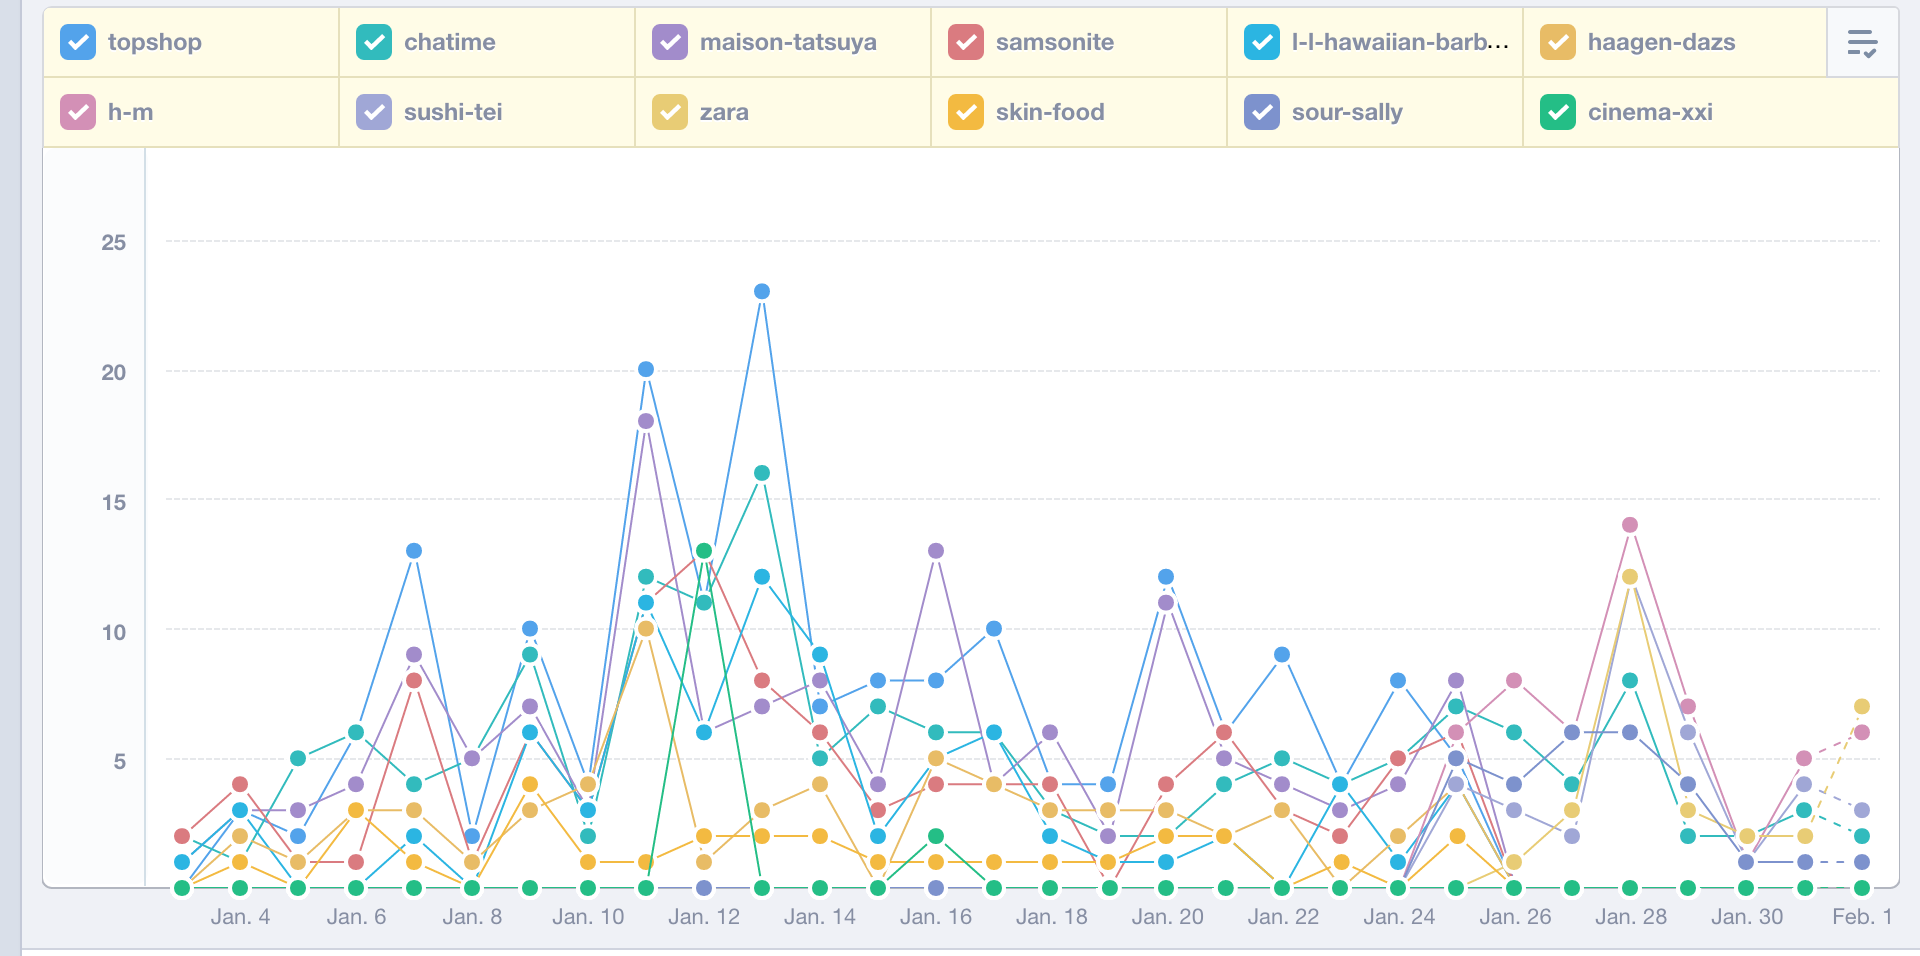 topshop chatime maison-tatsuya samsonite l-l-hawaiian-barb... haagen-dazs
h-m sushi-tei zara skin-food sour-sally cinema-xxi
25
20
15
10
5
Jan. 4 Jan. 6 Jan. 8 Jan. 10 Jan. 12 Jan. 14 Jan. 16 Jan. 18 Jan. 20 Jan. 22 Jan. 24 Jan. 26 Jan. 28 Jan. 30 Feb. 1